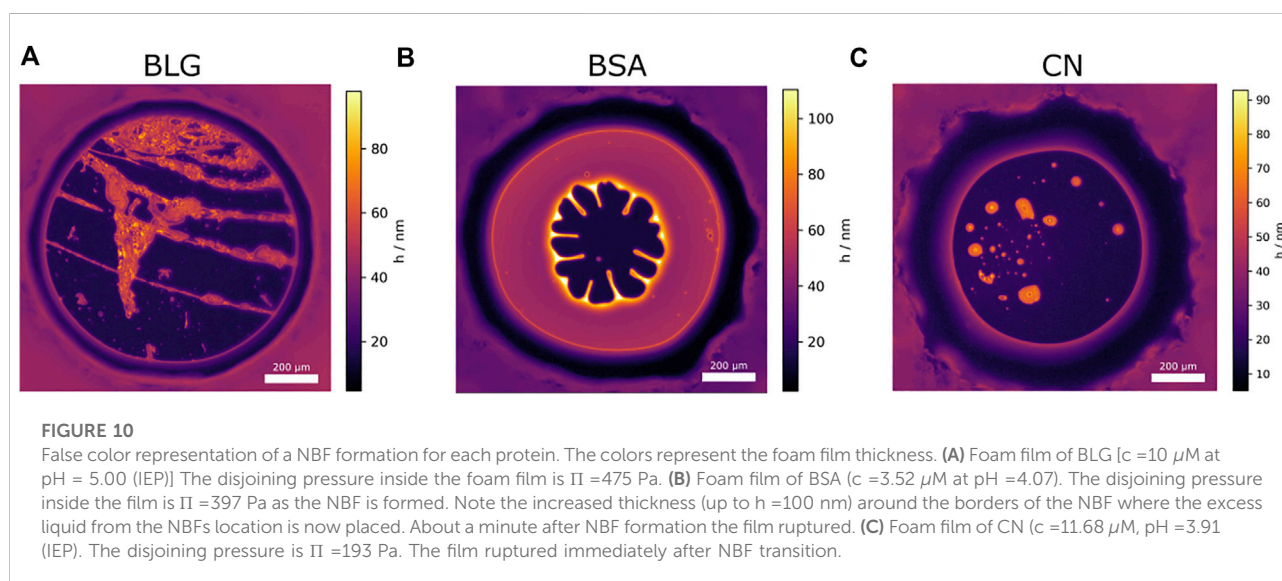 A
BLG
80
60
40
20
h / nm
200 μm
B
BSA
100
80
60
40
20
h / nm
200 μm
C
CN
90
80
70
60
50
40
30
20
10
h / nm
200 μm
FIGURE 10
False color representation of a NBF formation for each protein. The colors represent the foam film thickness. (A) Foam film of BLG [c =10 μM at
pH = 5.00 (IEP)] The disjoining pressure inside the foam film is Π =475 Pa. (B) Foam film of BSA (c =3.52 μM at pH =4.07). The disjoining pressure
inside the film is Π =397 Pa as the NBF is formed. Note the increased thickness (up to h =100 nm) around the borders of the NBF where the excess
liquid from the NBFs location is now placed. About a minute after NBF formation the film ruptured. (C) Foam film of CN (c =11.68 μM, pH =3.91
(IEP). The disjoining pressure is Π =193 Pa. The film ruptured immediately after NBF transition.